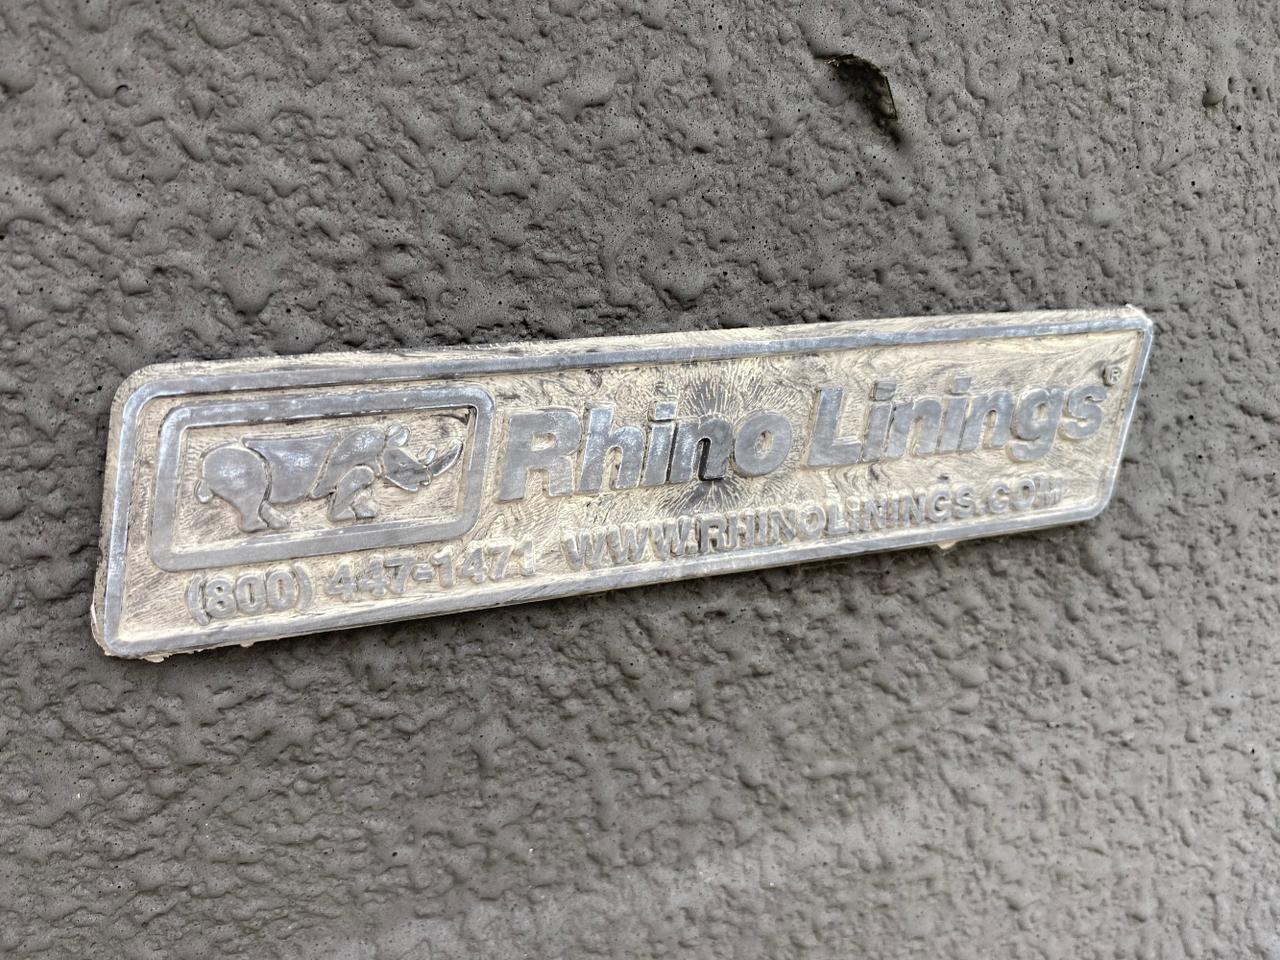 Rhino Linings®
(800) 447-1471 WWW.RHINOLININGS.COM